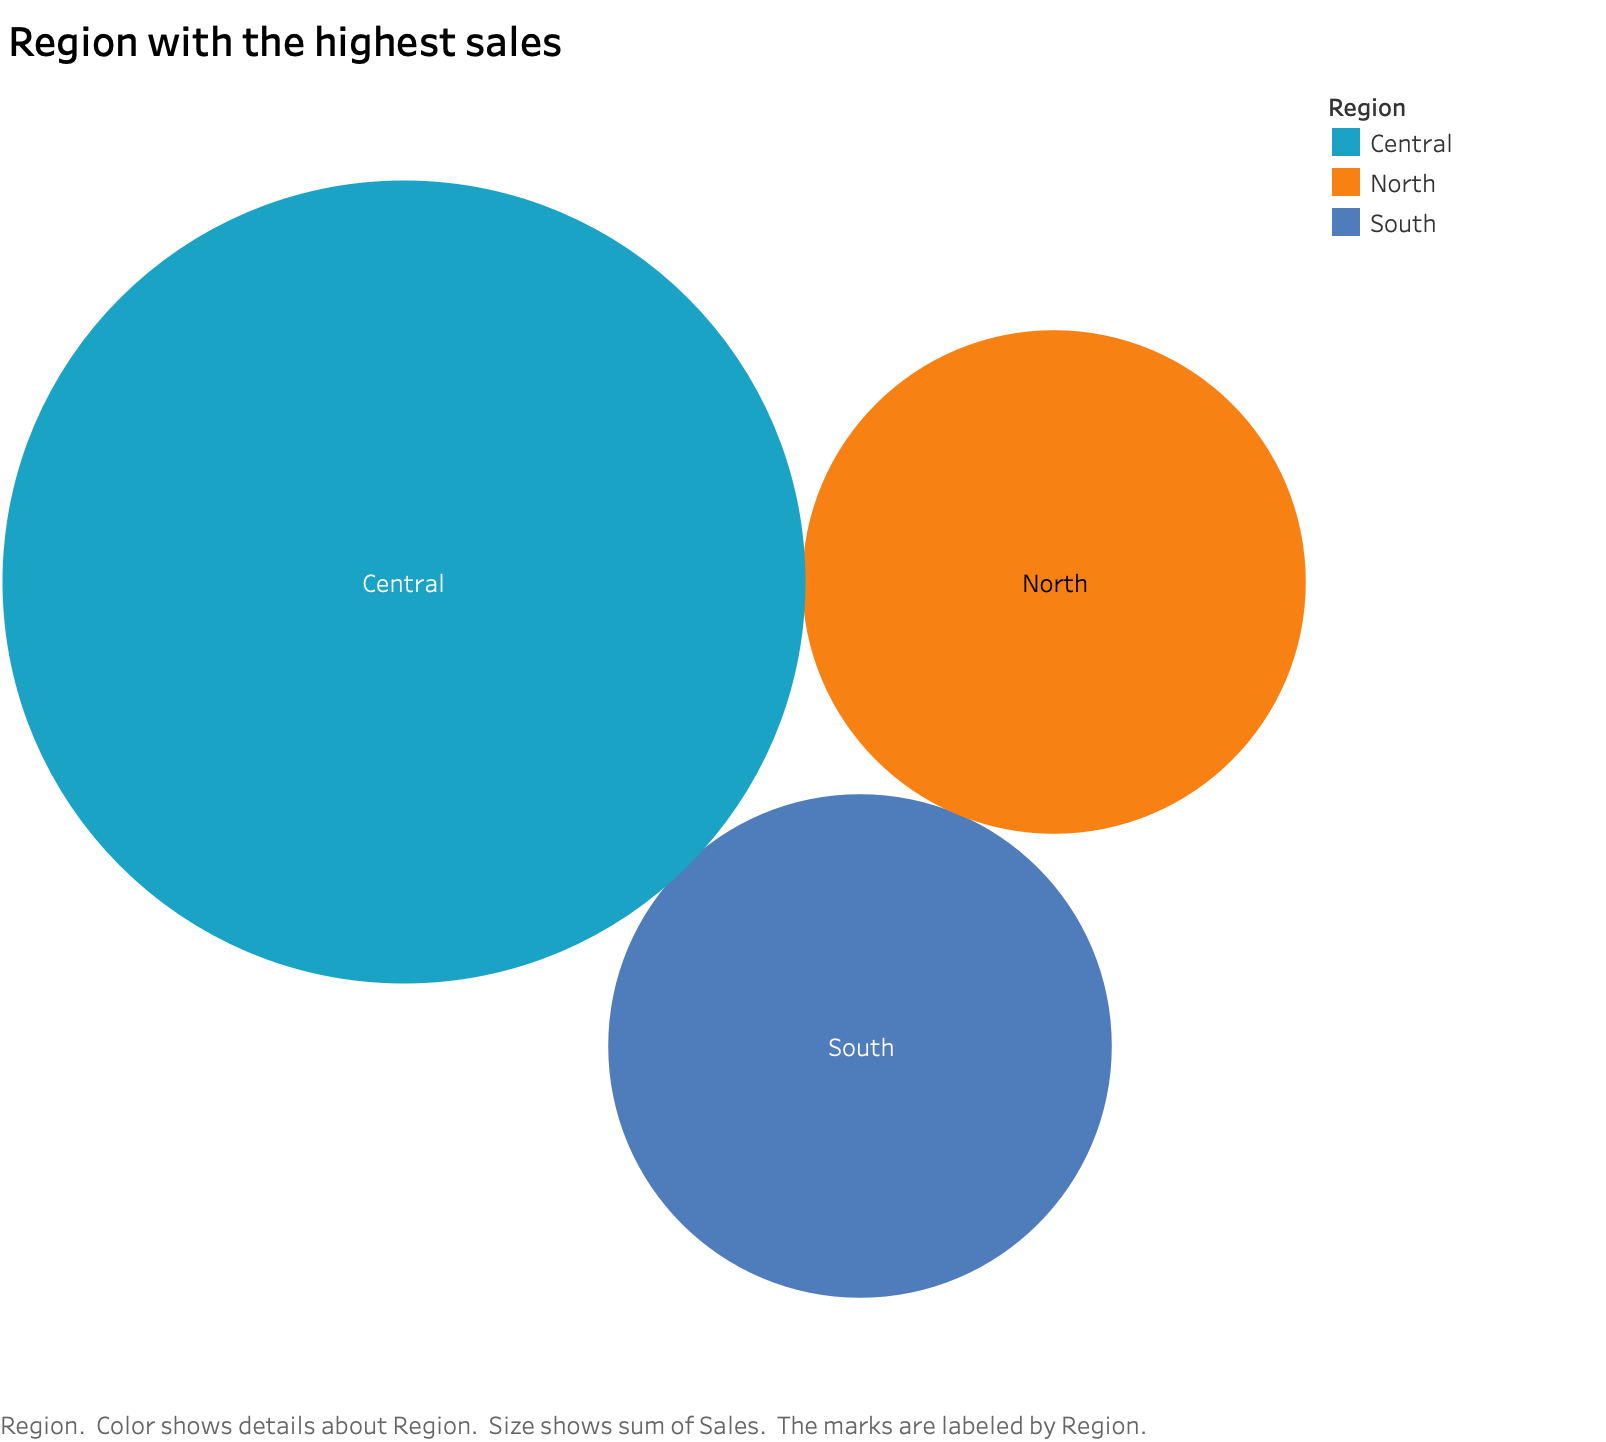 Region with the highest sales
Region
Central
North
South
Central
North
South
Region.  Color shows details about Region.  Size shows sum of Sales.  The marks are labeled by Region.